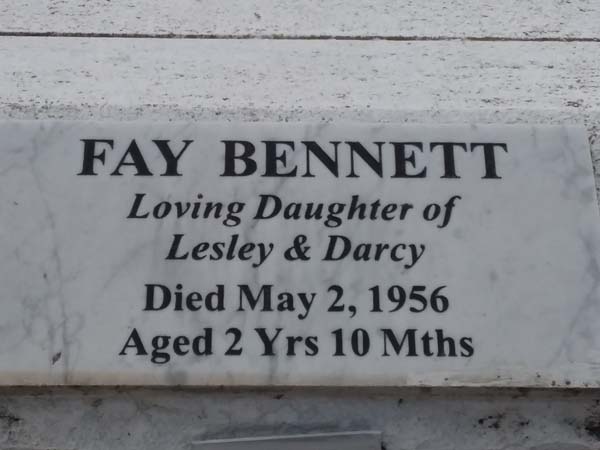 FAY BENNETT
Loving Daughter of
Lesley & Darcy
Died May 2, 1956
Aged 2 Yrs 10 Mths